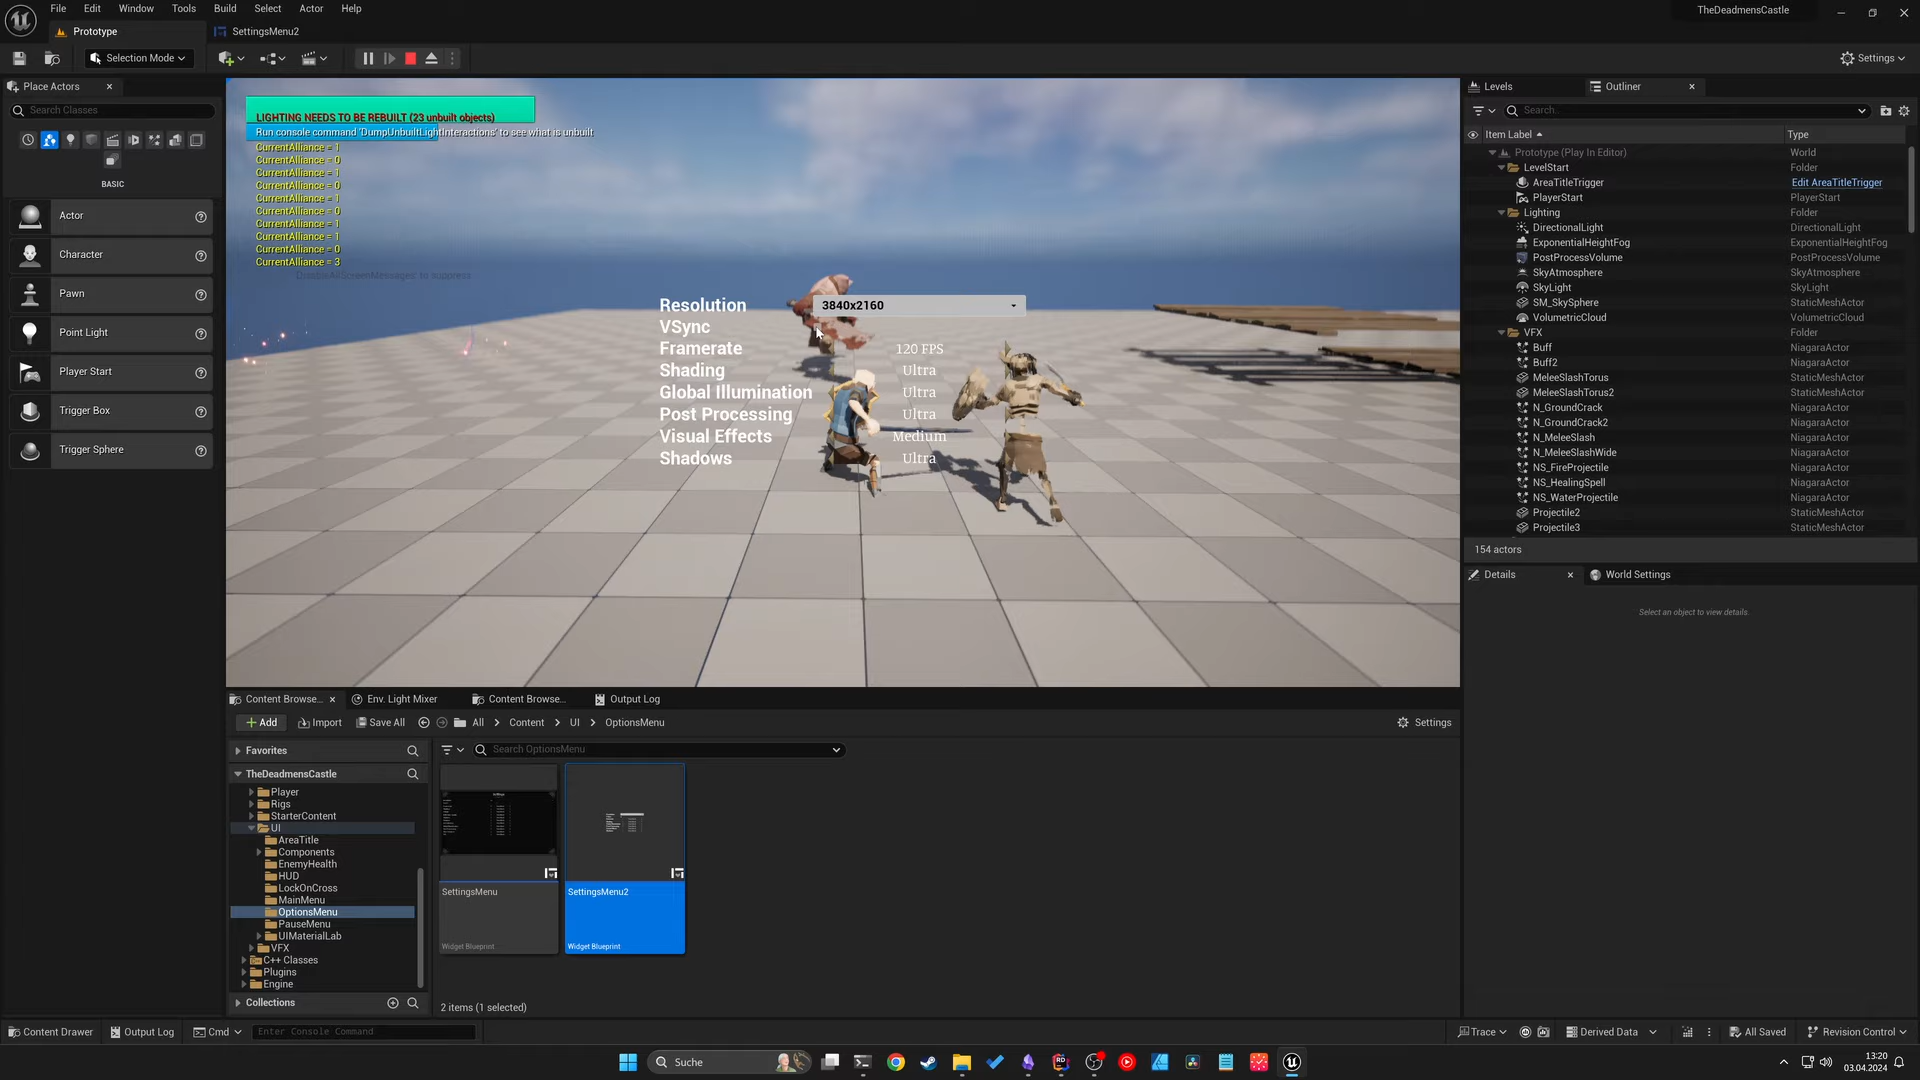 File Edit Window Tools Build Select Actor Help
TheDeadmensCastle
Prototype
SettingsMenu2
Selection Mode
Settings
Place Actors
Search Classes
BASIC
Actor
Character
Pawn
Point Light
Player Start
Trigger Box
Trigger Sphere
LIGHTING NEEDS TO BE REBUILT (23 unbuilt objects)
Run console command 'DumpUnbuiltLightInteractions' to see what is unbuilt
CurrentAlliance = 1
CurrentAlliance = 0
CurrentAlliance = 1
CurrentAlliance = 0
CurrentAlliance = 1
CurrentAlliance = 0
CurrentAlliance = 1
CurrentAlliance = 1
CurrentAlliance = 0
CurrentAlliance = 3
'DisableAllScreenMessages' to suppress
Resolution 3840x2160
VSync
Framerate 120 FPS
Shading Ultra
Global Illumination Ultra
Post Processing Ultra
Visual Effects Medium
Shadows Ultra
Levels
Outliner
Search...
Item Label Type
Prototype (Play In Editor) World
LevelStart Folder
AreaTitleTrigger Edit AreaTitleTrigger
PlayerStart PlayerStart
Lighting Folder
DirectionalLight DirectionalLight
ExponentialHeightFog ExponentialHeightFog
PostProcessVolume PostProcessVolume
SkyAtmosphere SkyAtmosphere
SkyLight SkyLight
SM_SkySphere StaticMeshActor
VolumetricCloud VolumetricCloud
VFX Folder
Buff NiagaraActor
Buff2 NiagaraActor
MeleeSlashTorus StaticMeshActor
MeleeSlashTorus2 StaticMeshActor
N_GroundCrack NiagaraActor
N_GroundCrack2 NiagaraActor
N_MeleeSlash NiagaraActor
N_MeleeSlashWide NiagaraActor
NS_FireProjectile NiagaraActor
NS_HealingSpell NiagaraActor
NS_WaterProjectile NiagaraActor
Projectile2 StaticMeshActor
Projectile3 StaticMeshActor
154 actors
Details
World Settings
Select an object to view details.
Content Browse...
Env. Light Mixer
Content Browse...
Output Log
Add Import Save All All Content UI OptionsMenu Settings
Favorites
Search OptionsMenu
TheDeadmensCastle
Player
Rigs
StarterContent
UI
AreaTitle
Components
EnemyHealth
HUD
LockOnCross
MainMenu
OptionsMenu
PauseMenu
UIMaterialLab
VFX
C++ Classes
Plugins
Engine
Collections
SettingsMenu
Widget Blueprint
SettingsMenu2
Widget Blueprint
2 items (1 selected)
Content Drawer Output Log Cmd Enter Console Command
Trace Derived Data All Saved Revision Control
Suche
RD
13:20
03.04.2024